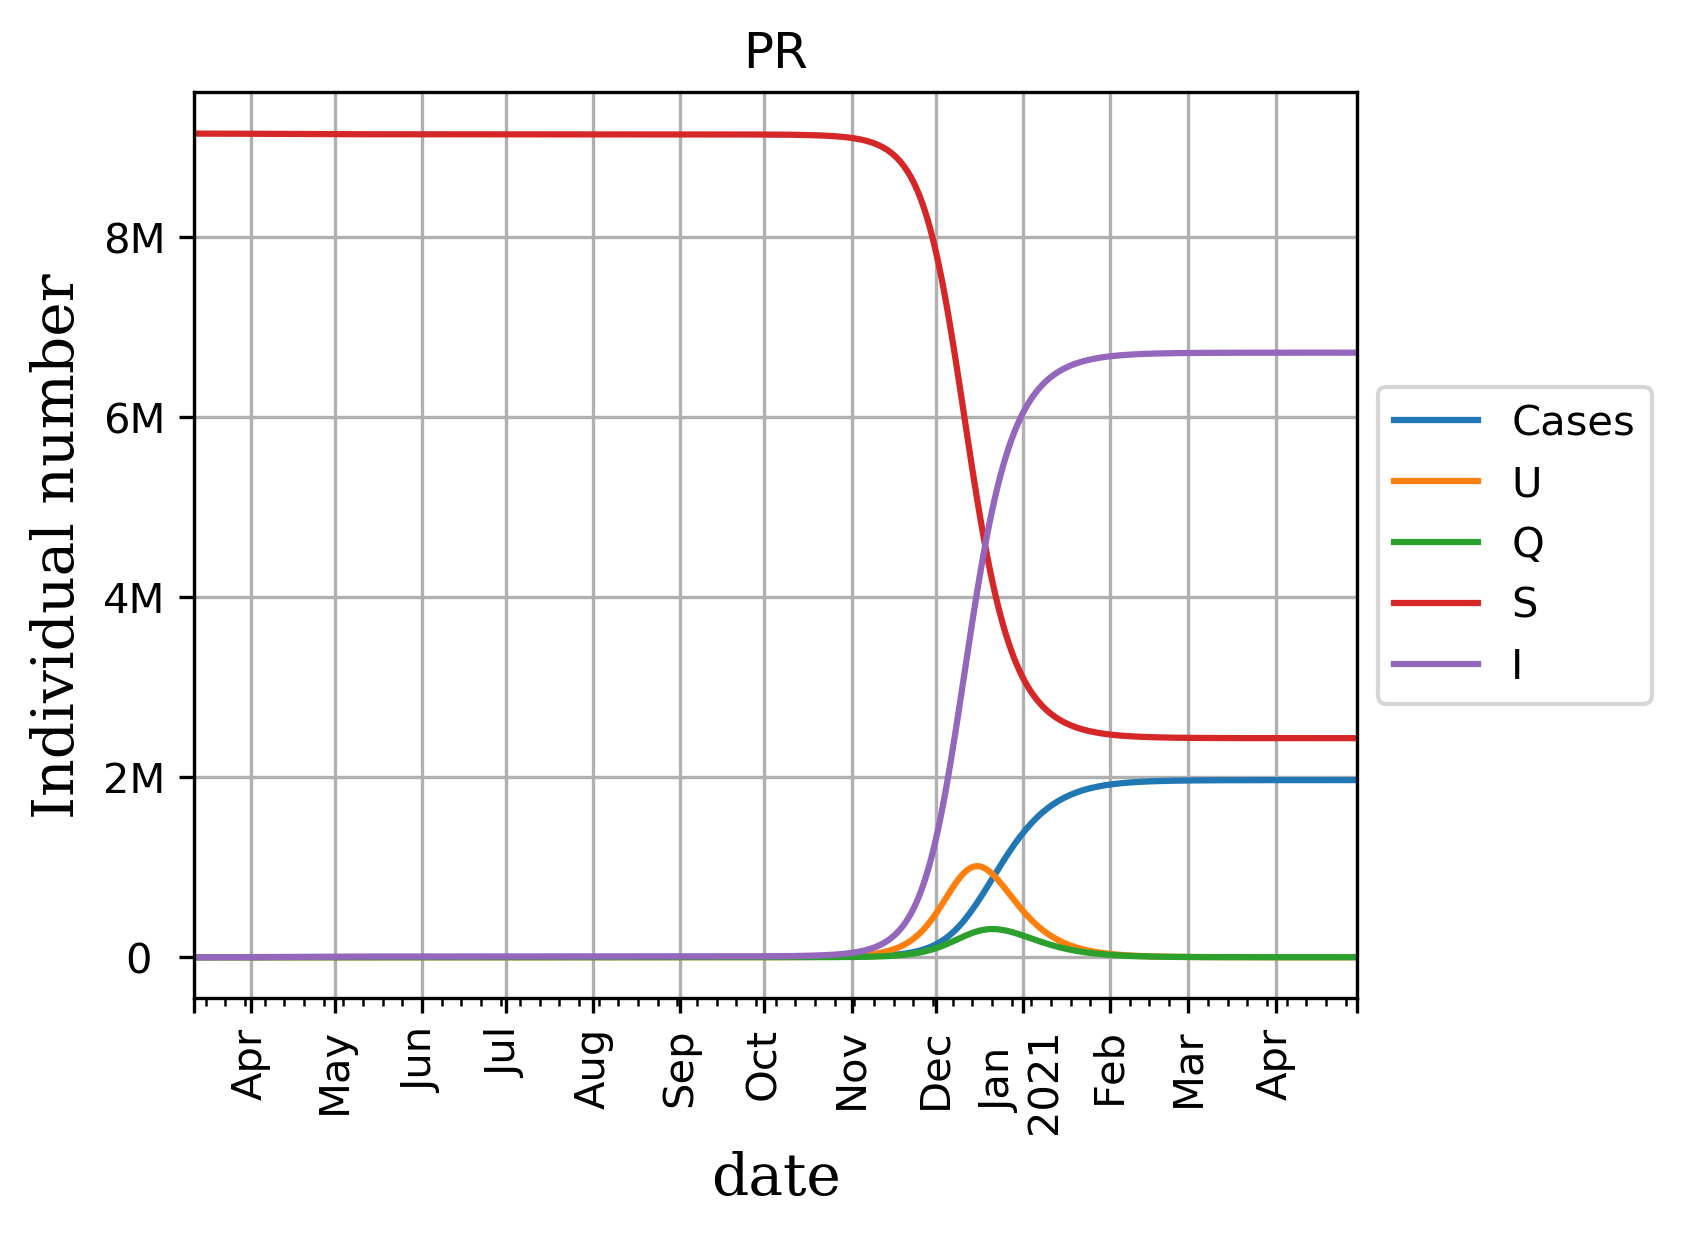 PR
Individual number
8M
6M
4M
2M
0
Apr
May
Jun
Jul
Aug
Sep
Oct
Nov
Dec
Jan
2021
Feb
Mar
Apr
date
Cases
U
Q
S
I